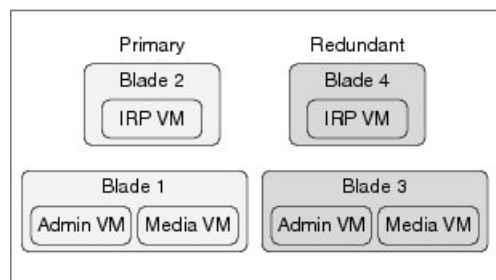 Primary
Redundant
Blade 2
Blade 4
IRP VM
IRP VM
Blade 1
Blade 3
Admin VM
Media VM
Admin VM
Media VM